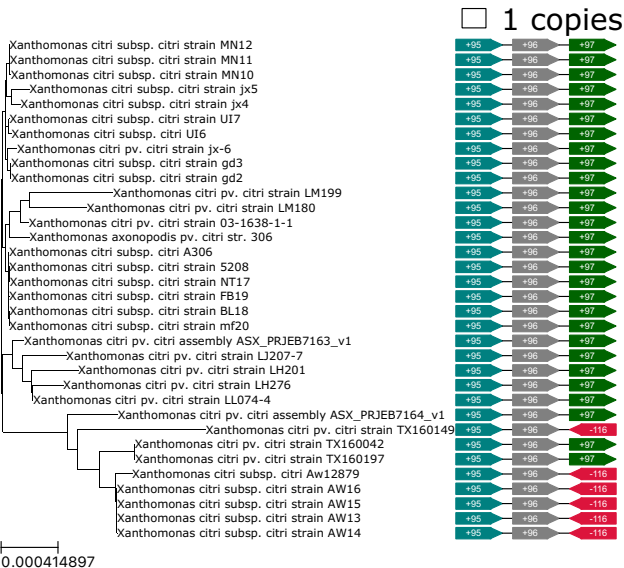 1 copies
Xanthomonas citri subsp. citri strain MN12 +95 +96 +97
Xanthomonas citri subsp. citri strain MN11 +95 +96 +97
Xanthomonas citri subsp. citri strain MN10 +95 +96 +97
Xanthomonas citri subsp. citri strain jx5 +95 +96 +97
Xanthomonas citri subsp. citri strain jx4 +95 +96 +97
Xanthomonas citri subsp. citri strain UI7 +95 +96 +97
Xanthomonas citri subsp. citri UI6 +95 +96 +97
Xanthomonas citri pv. citri strain jx-6 +95 +96 +97
Xanthomonas citri subsp. citri strain gd3 +95 +96 +97
Xanthomonas citri subsp. citri strain gd2 +95 +96 +97
Xanthomonas citri pv. citri strain LM199 +95 +96 +97
Xanthomonas citri pv. citri strain LM180 +95 +96 +97
Xanthomonas citri pv. citri strain 03-1638-1-1 +95 +96 +97
Xanthomonas axonopodis pv. citri str. 306 +95 +96 +97
Xanthomonas citri subsp. citri A306 +95 +96 +97
Xanthomonas citri subsp. citri strain 5208 +95 +96 +97
Xanthomonas citri subsp. citri strain NT17 +95 +96 +97
Xanthomonas citri subsp. citri strain FB19 +95 +96 +97
Xanthomonas citri subsp. citri strain BL18 +95 +96 +97
Xanthomonas citri subsp. citri strain mf20 +95 +96 +97
Xanthomonas citri pv. citri assembly ASX_PRJEB7163_v1 +95 +96 +97
Xanthomonas citri pv. citri strain LJ207-7 +95 +96 +97
Xanthomonas citri pv. citri strain LH201 +95 +96 +97
Xanthomonas citri pv. citri strain LH276 +95 +96 +97
Xanthomonas citri pv. citri strain LL074-4 +95 +96 +97
Xanthomonas citri pv. citri assembly ASX_PRJEB7164_v1 +95 +96 +97
Xanthomonas citri pv. citri strain TX160149 +95 +96 -116
Xanthomonas citri pv. citri strain TX160042 +95 +96 +97
Xanthomonas citri pv. citri strain TX160197 +95 +96 +97
Xanthomonas citri subsp. citri Aw12879 +95 +96 -116
Xanthomonas citri subsp. citri strain AW16 +95 +96 -116
Xanthomonas citri subsp. citri strain AW15 +95 +96 -116
Xanthomonas citri subsp. citri strain AW13 +95 +96 -116
Xanthomonas citri subsp. citri strain AW14 +95 +96 -116
0.000414897